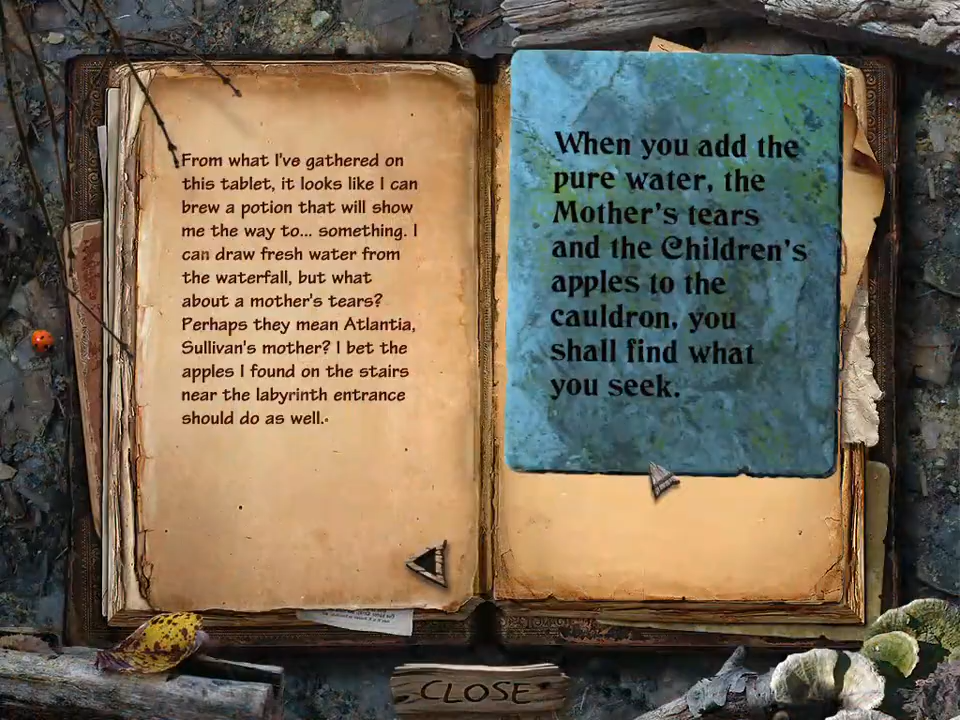 From what I've gathered on
this tablet, it looks like I can
brew a potion that will show
me the way to... something. I
can draw fresh water from
the waterfall, but what
about a mother's tears?
Perhaps they mean Atlantia,
Sullivan's mother? I bet the
apples I found on the stairs
near the labyrinth entrance
should do as well.
When you add the
pure water, the
Mother's tears
and the Children's
apples to the
cauldron, you
shall find what
you seek.
CLOSE